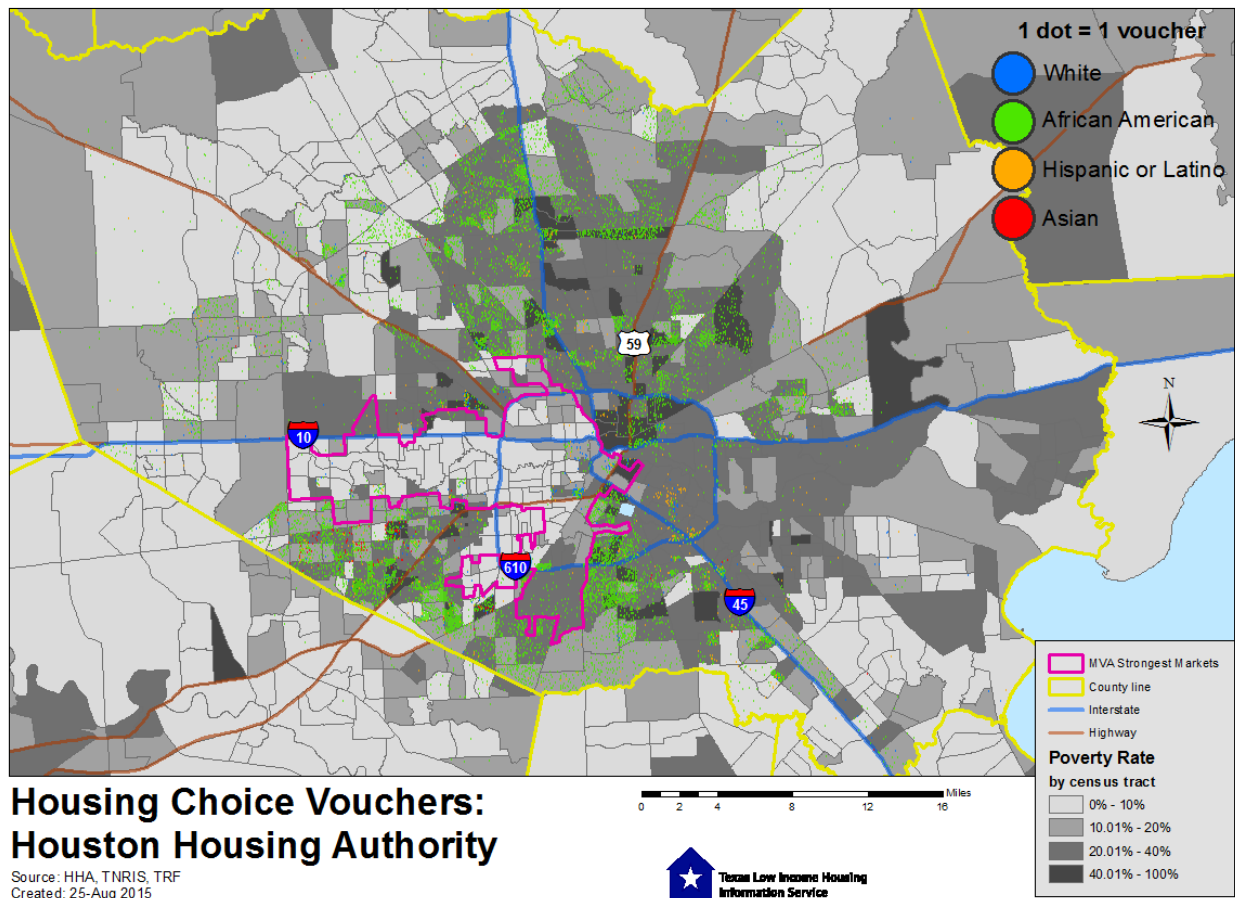 1 dot = 1 voucher
White
African American
Hispanic or Latino
Asian
59
10
610
45
N
MVA Strongest Markets
County line
Interstate
Highway
Poverty Rate
by census tract
0% - 10%
10.01% - 20%
20.01% - 40%
40.01% - 100%
Housing Choice Vouchers:
Houston Housing Authority
Source: HHA, TNRIS, TRF
Created: 25-Aug 2015
Miles
0 2 4 8 12 16
Texas Low Income Housing
Information Service